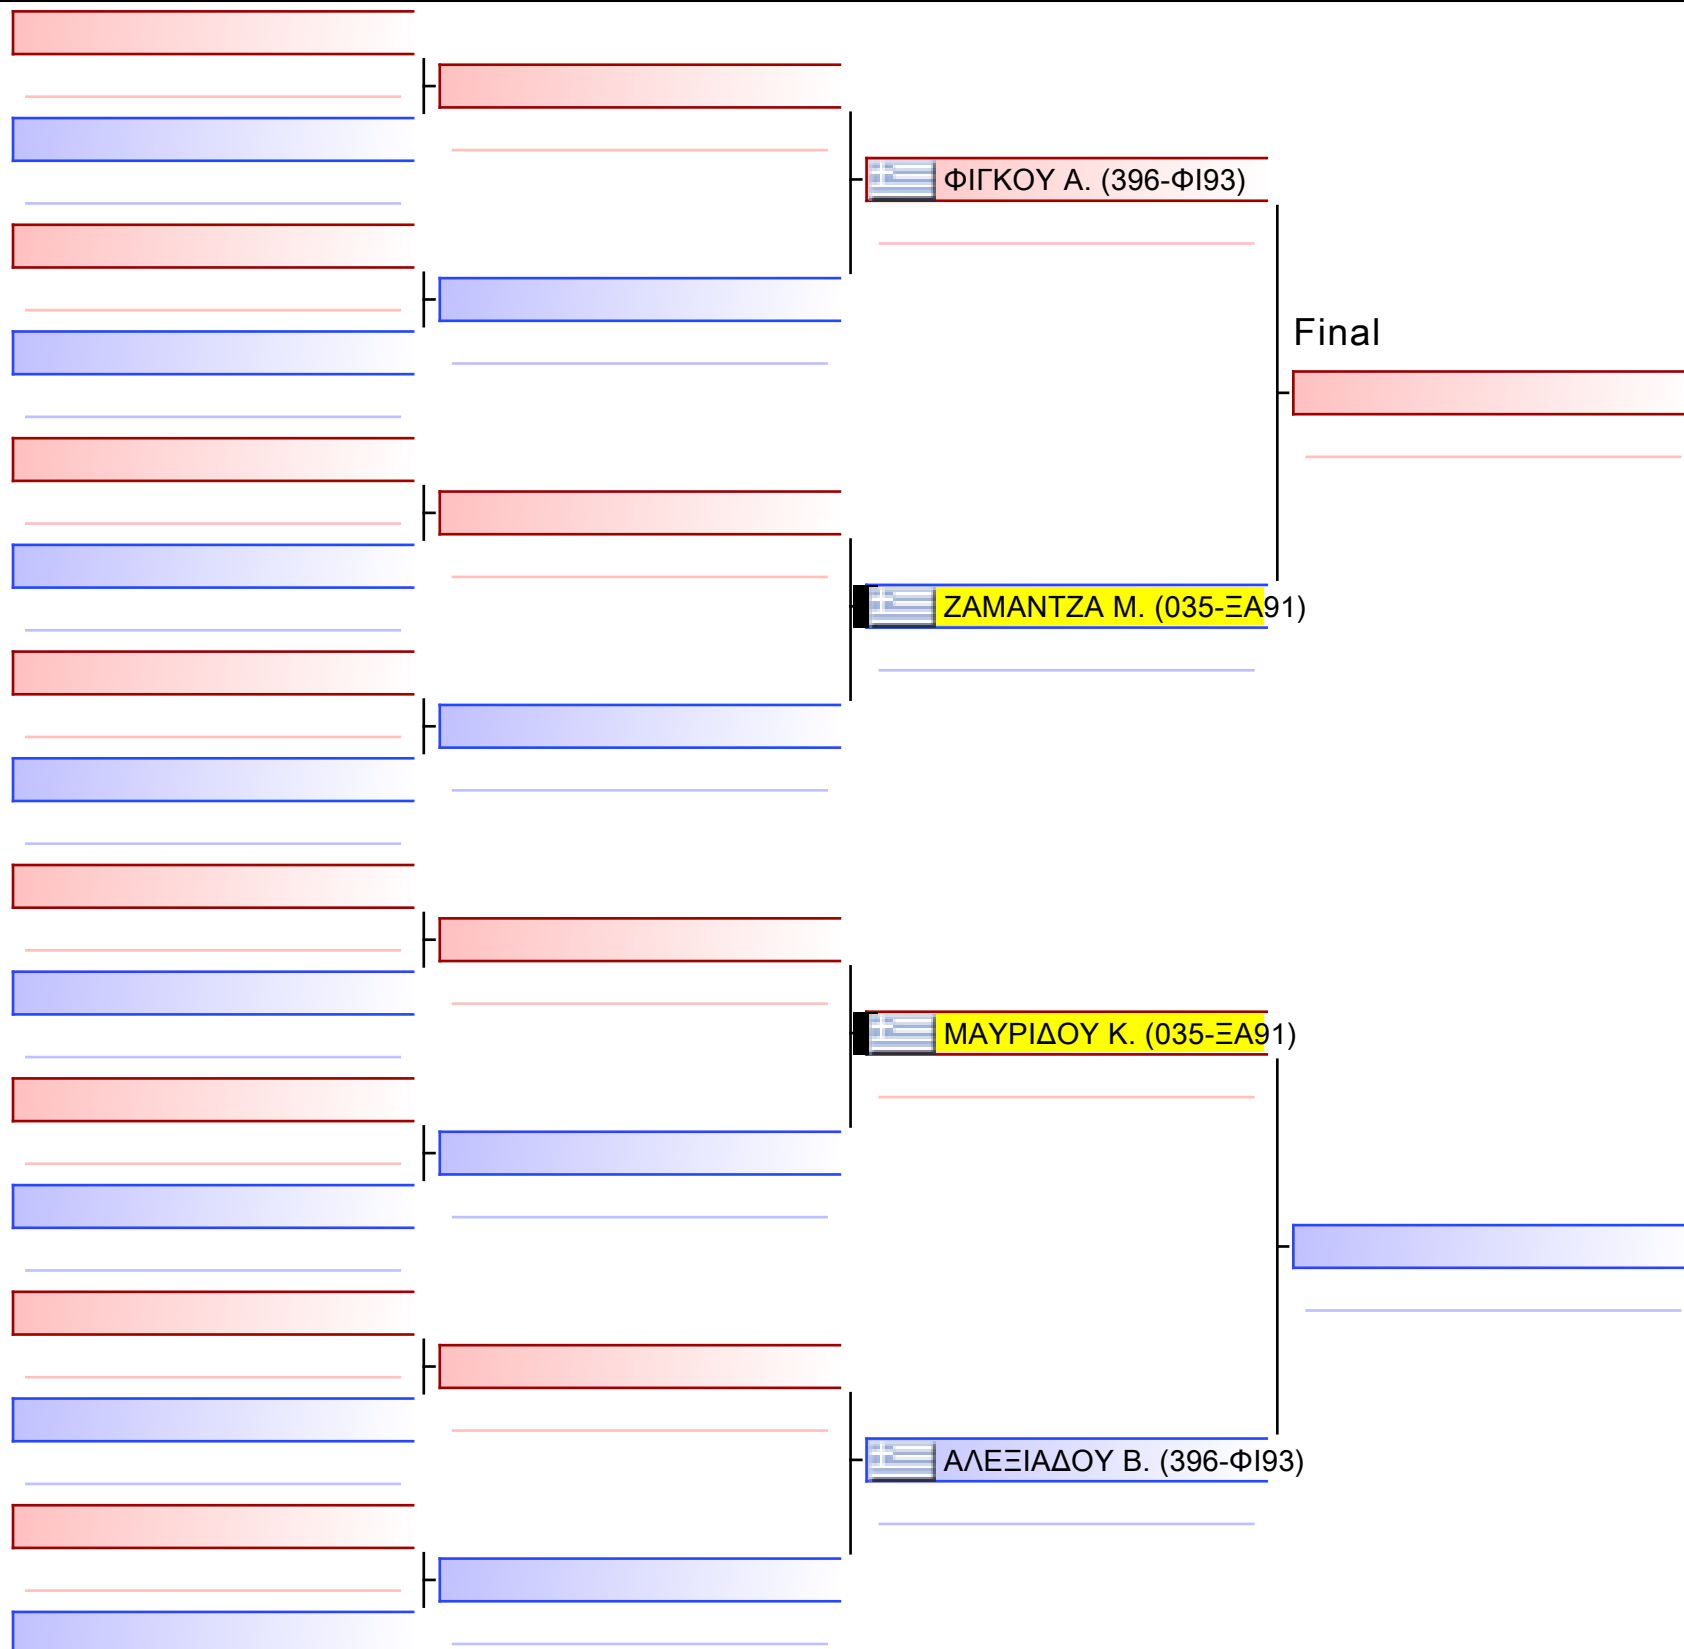 ΦΙΓΚΟΥ Α. (396-ΦΙ93)
Final
ΖΑΜΑΝΤΖΑ Μ. (035-ΞΑ91)
ΜΑΥΡΙΔΟΥ Κ. (035-ΞΑ91)
ΑΛΕΞΙΑΔΟΥ Β. (396-ΦΙ93)